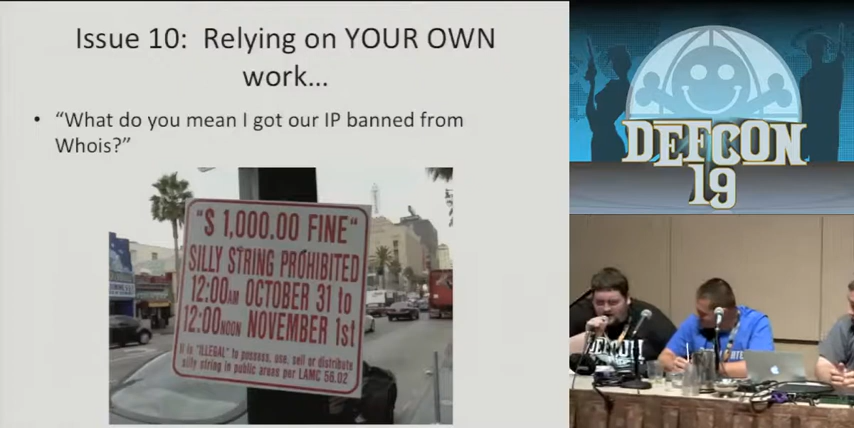 Issue 10: Relying on YOUR OWN
work...
• “What do you mean I got our IP banned from
Whois?”
"$ 1,000.00 FINE"
SILLY STRING PROHIBITED
12:00AM OCTOBER 31 to
12:00NOON NOVEMBER 1st
It is "ILLEGAL" to possess, use, sell or distribute
silly string in public areas per LAMC 56.02
DEFCON
19